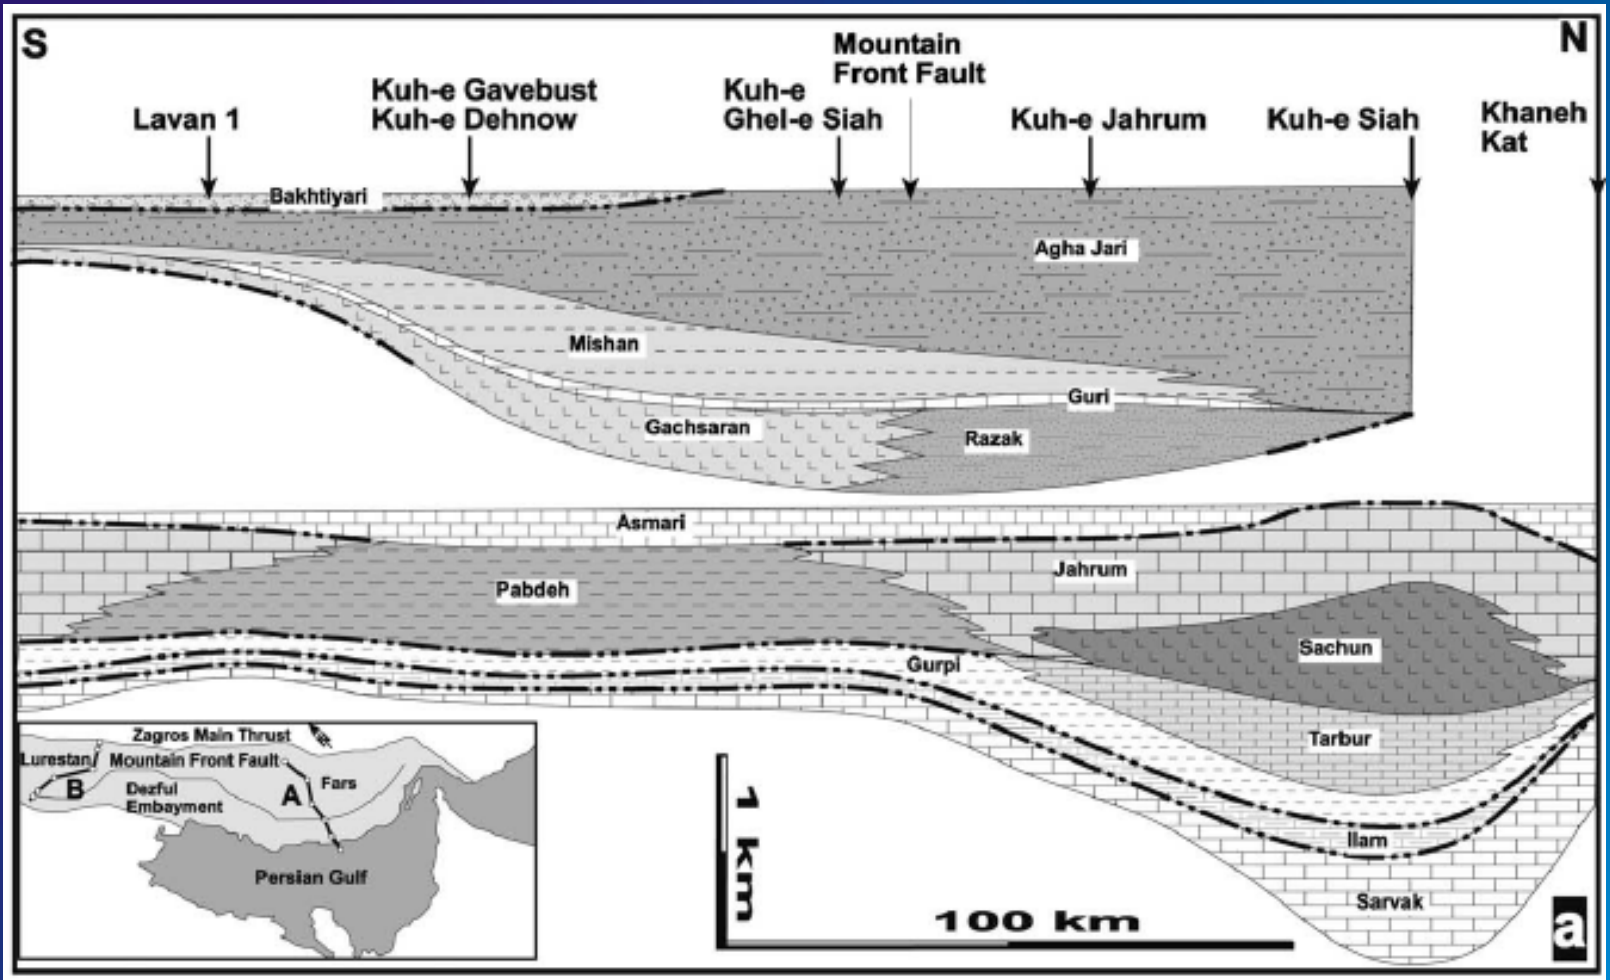 S
N
Mountain
Front Fault
Kuh-e Gavebust
Kuh-e Dehnow
Kuh-e
Ghel-e Siah
Lavan 1
Kuh-e Jahrum
Kuh-e Siah
Khaneh
Kat
Bakhtiyari
Agha Jari
Mishan
Guri
Gachsaran
Razak
Asmari
Jahrum
Pabdeh
Sachun
Gurpi
Tarbur
Ilam
Sarvak
Zagros Main Thrust
Lurestan
Mountain Front Fault
B
Dezful
Embayment
A
Fars
Persian Gulf
1 km
100 km
a